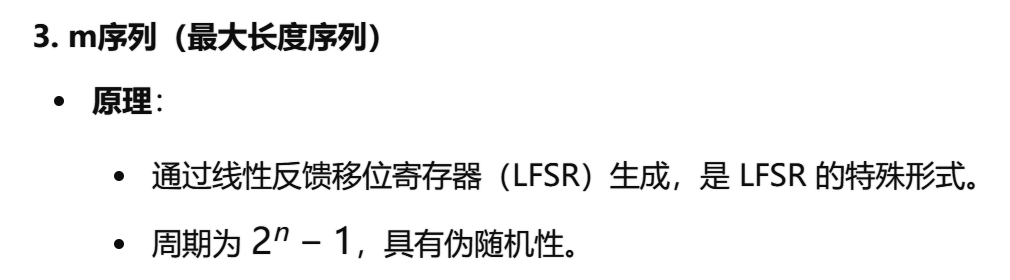 3. m序列（最大长度序列）
• 原理：
• 通过线性反馈移位寄存器（LFSR）生成，是 LFSR 的特殊形式。
• 周期为 2ⁿ − 1，具有伪随机性。